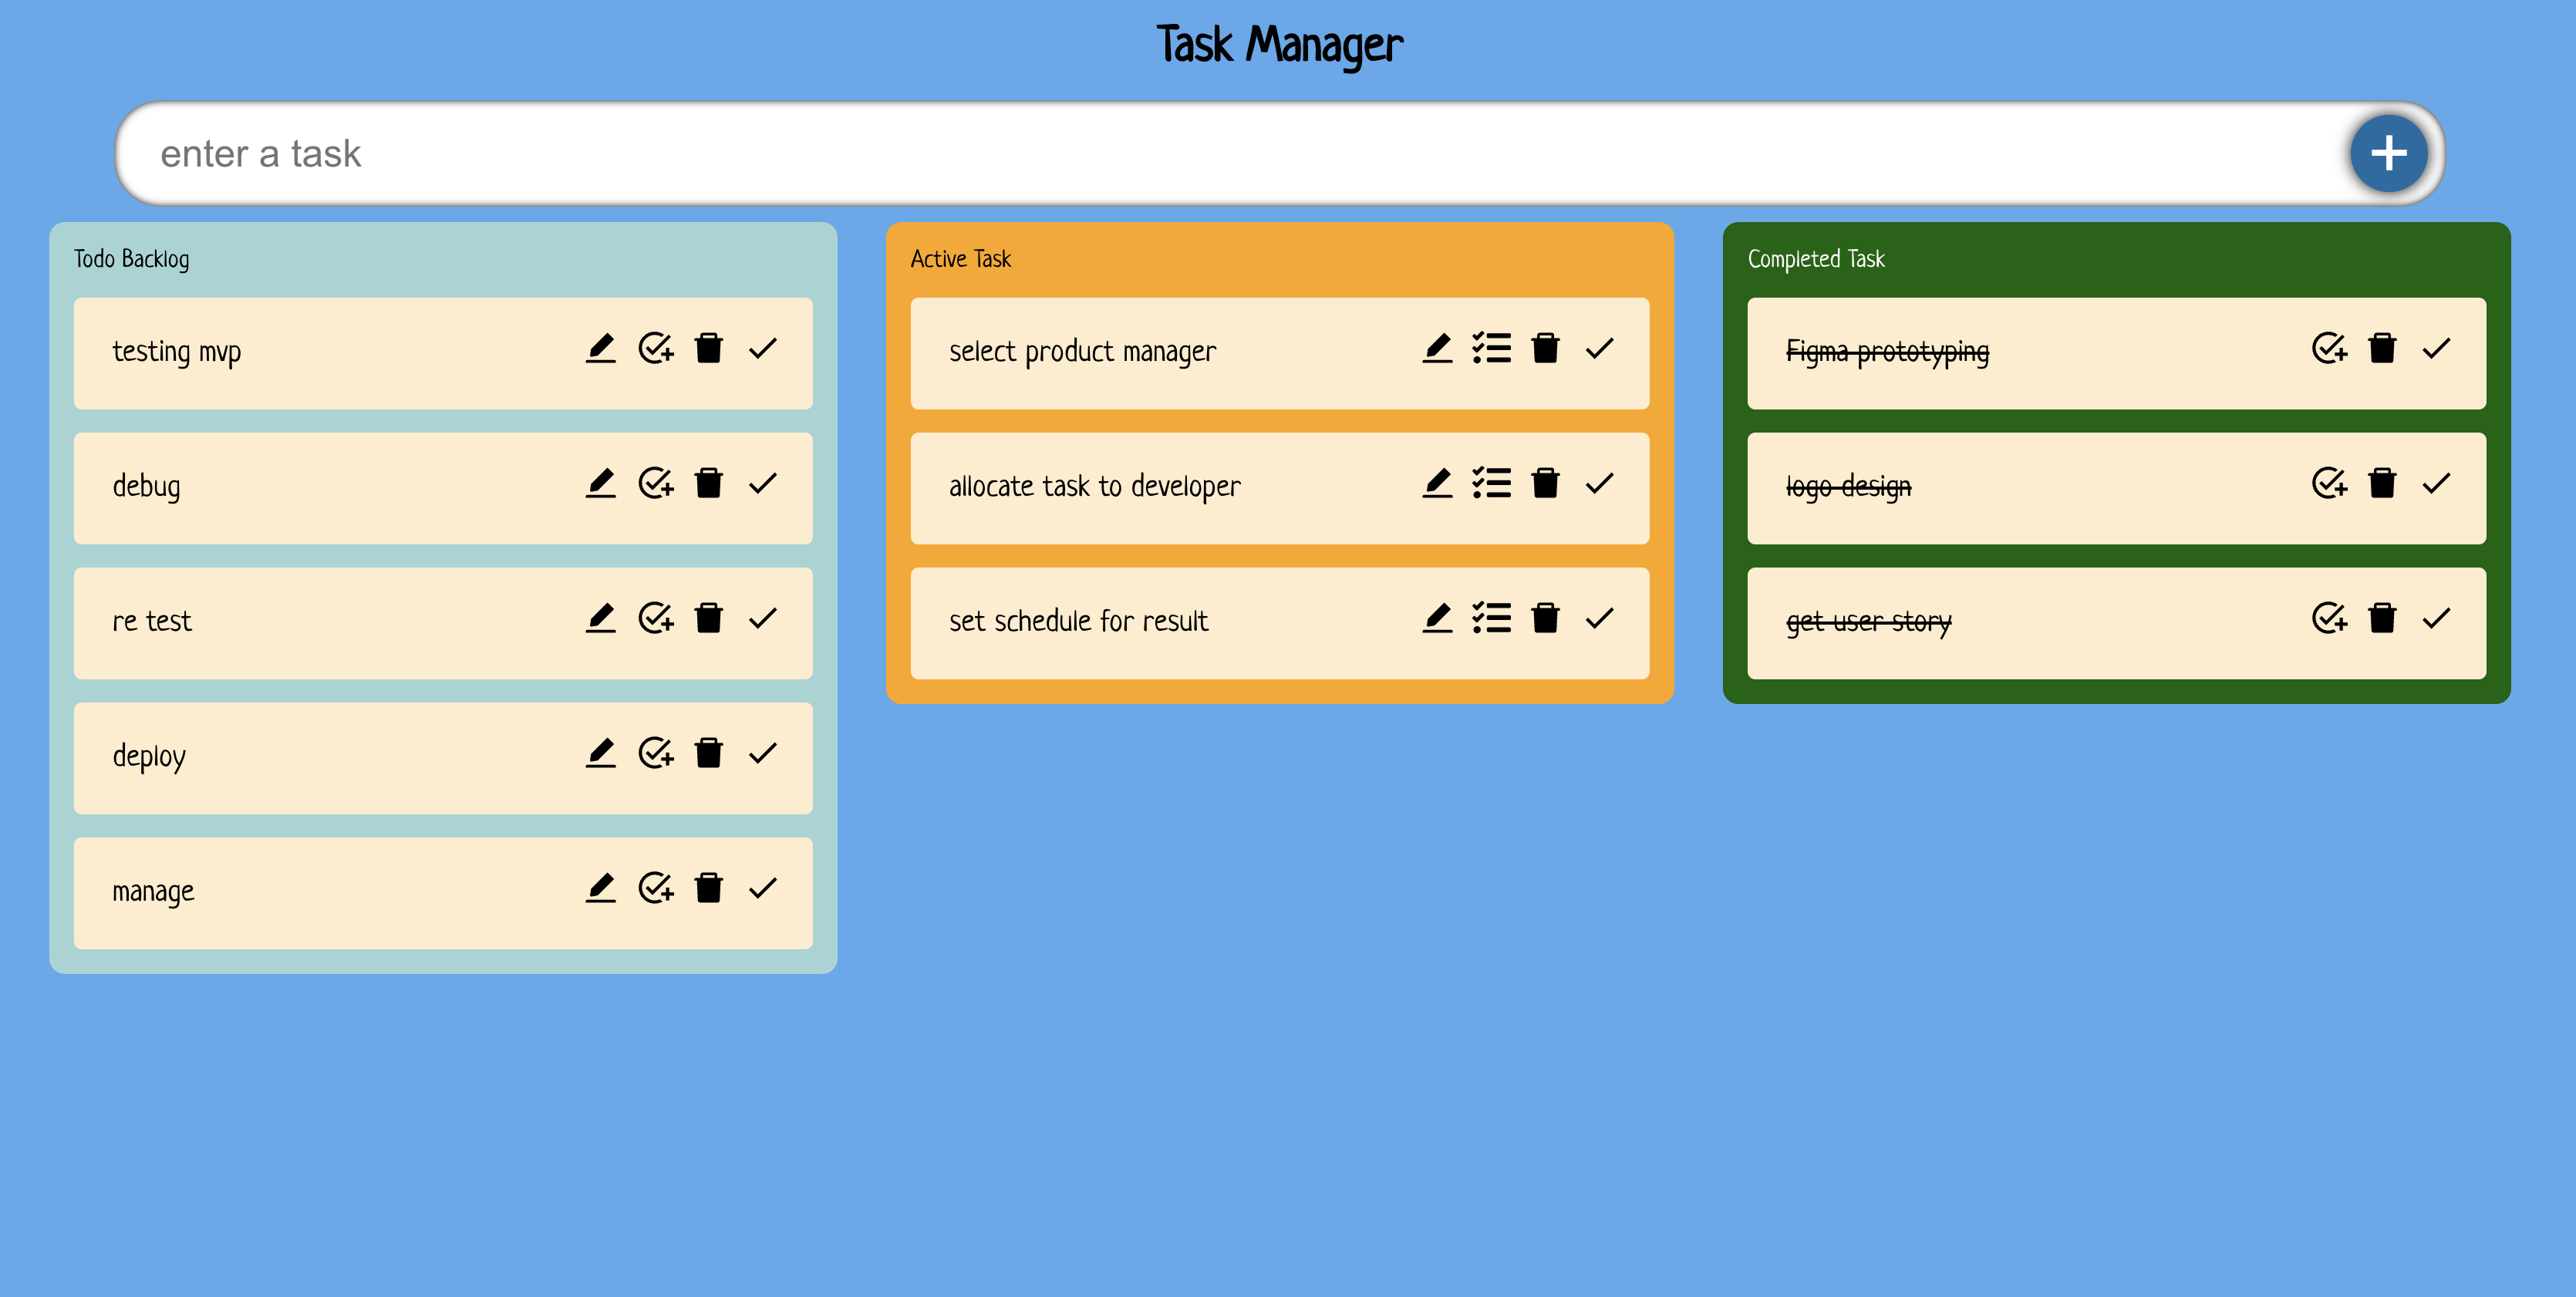 Task Manager
enter a task
Todo Backlog
testing mvp
debug
re test
deploy
manage
Active Task
select product manager
allocate task to developer
set schedule for result
Completed Task
Figma prototyping
logo design
get user story